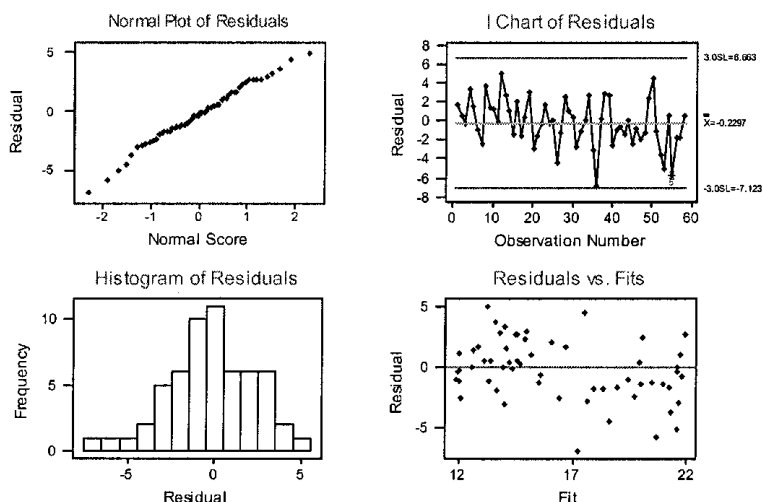 Normal Plot of Residuals
Residual
5
0
-5
-2
-1
0
1
2
Normal Score
I Chart of Residuals
Residual
8
6
4
2
0
-2
-4
-6
-8
3.0SL=6.663
X=-0.2297
-3.0SL=-7.123
0
10
20
30
40
50
60
Observation Number
Histogram of Residuals
Frequency
10
5
0
-5
0
5
Residual
Residuals vs. Fits
Residual
5
0
-5
12
17
22
Fit